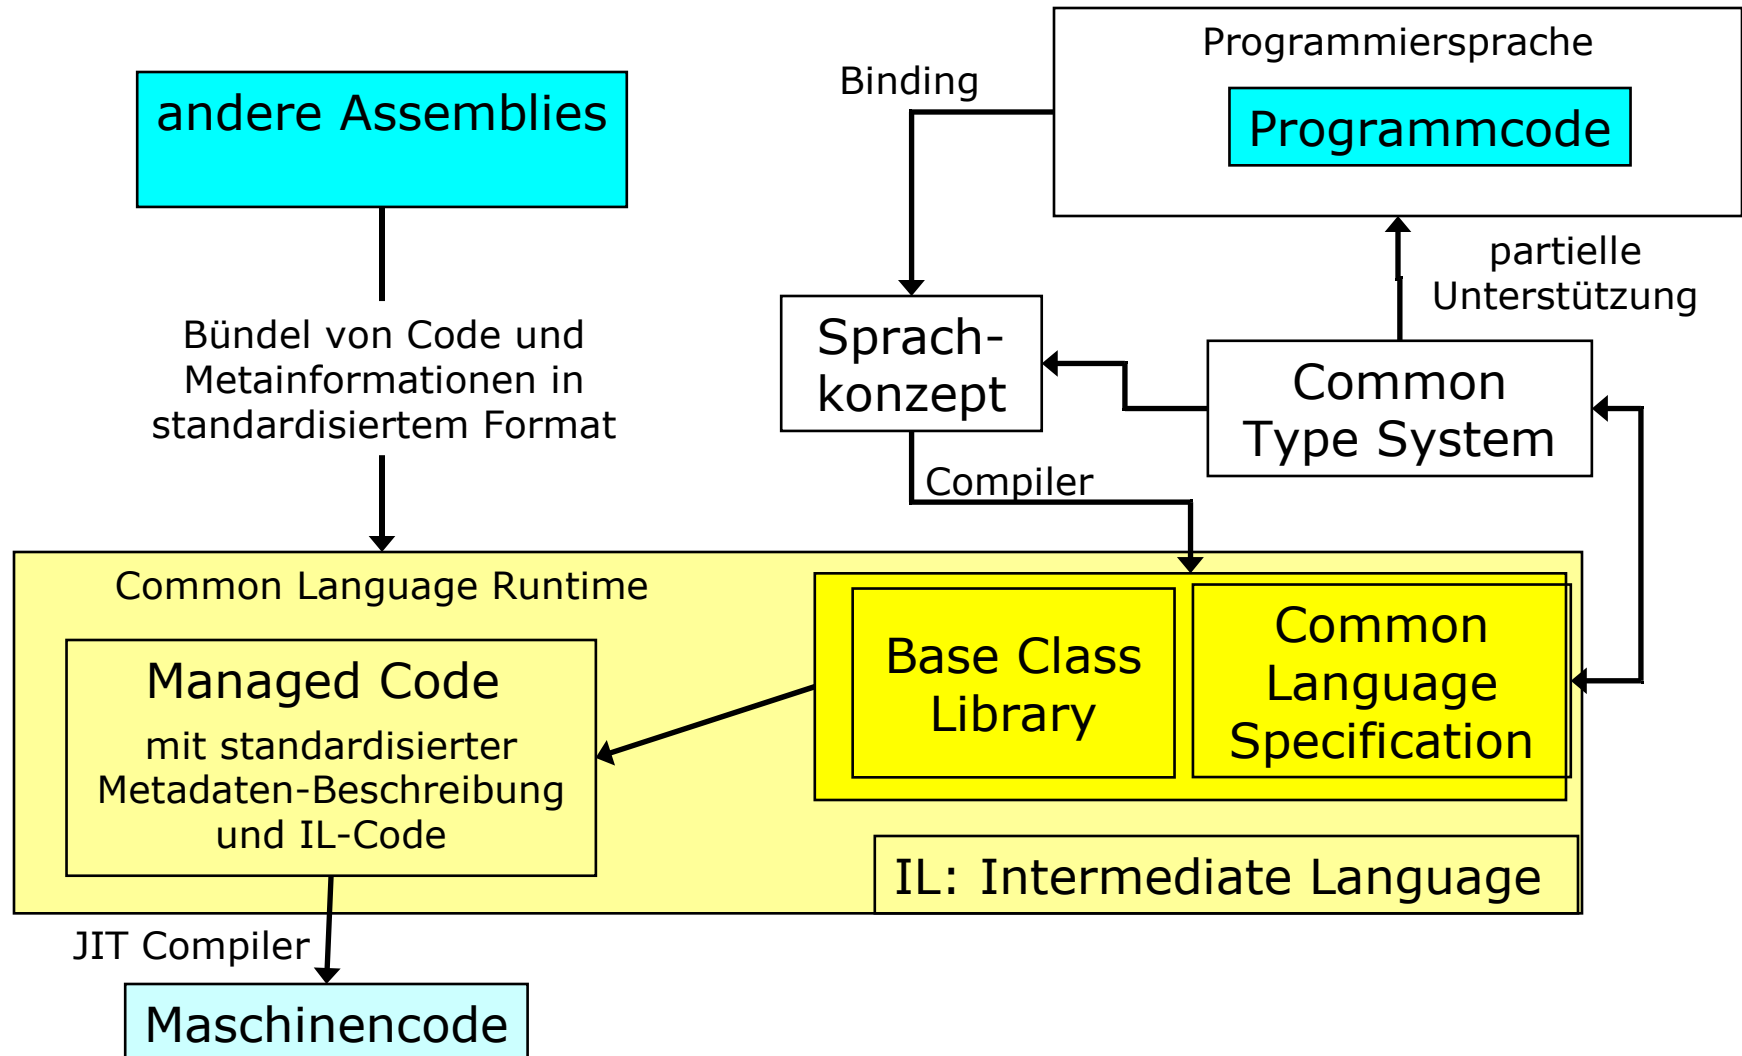 Programmiersprache
Programmcode
Binding
andere Assemblies
partielle
Unterstützung
Bündel von Code und
Metainformationen in
standardisiertem Format
Sprach-
konzept
Common
Type System
Compiler
Common Language Runtime
Managed Code
mit standardisierter
Metadaten-Beschreibung
und IL-Code
Base Class
Library
Common
Language
Specification
IL: Intermediate Language
JIT Compiler
Maschinencode